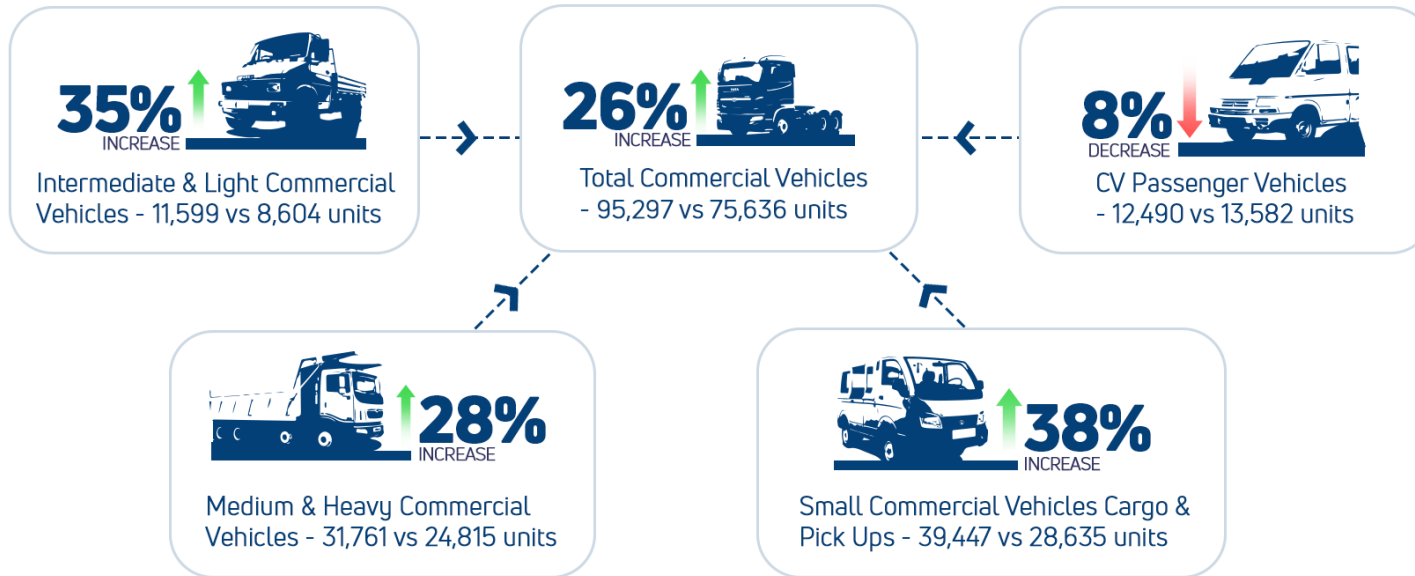 35%
INCREASE
Intermediate & Light Commercial
Vehicles - 11,599 vs 8,604 units
26%
INCREASE
Total Commercial Vehicles
- 95,297 vs 75,636 units
8%
DECREASE
CV Passenger Vehicles
- 12,490 vs 13,582 units
28%
INCREASE
Medium & Heavy Commercial
Vehicles - 31,761 vs 24,815 units
38%
INCREASE
Small Commercial Vehicles Cargo &
Pick Ups - 39,447 vs 28,635 units